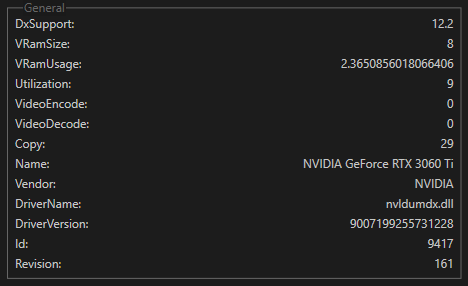 General
DxSupport: 12.2
VRamSize: 8
VRamUsage: 2.3650856018066406
Utilization: 9
VideoEncode: 0
VideoDecode: 0
Copy: 29
Name: NVIDIA GeForce RTX 3060 Ti
Vendor: NVIDIA
DriverName: nvldumdx.dll
DriverVersion: 9007199255731228
Id: 9417
Revision: 161